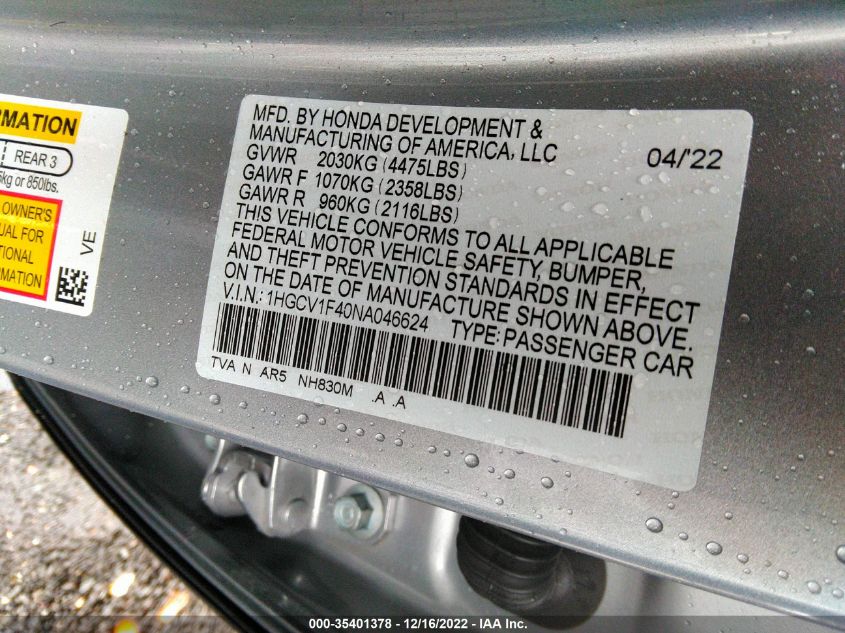 RMATION
REAR 3
5kg or 850lbs.
OWNER'S
UAL FOR
TIONAL
RMATION
VE
MFD. BY HONDA DEVELOPMENT &
MANUFACTURING OF AMERICA, LLC 04/'22
GVWR 2030KG (4475LBS)
GAWR F 1070KG (2358LBS)
GAWR R 960KG (2116LBS)
THIS VEHICLE CONFORMS TO ALL APPLICABLE
FEDERAL MOTOR VEHICLE SAFETY, BUMPER,
AND THEFT PREVENTION STANDARDS IN EFFECT
ON THE DATE OF MANUFACTURE SHOWN ABOVE.
V.I.N.: 1HGCV1F40NA046624 TYPE: PASSENGER CAR
TVA N AR5 NH830M .A .A
000-35401378 - 12/16/2022 - IAA Inc.